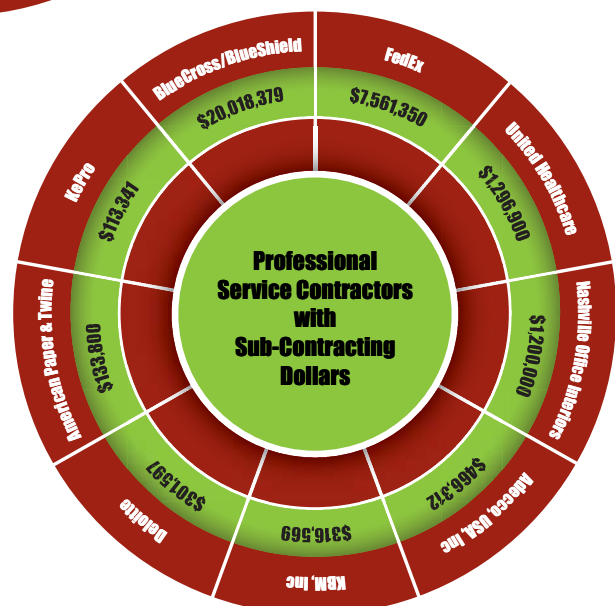 Professional
Service Contractors
with
Sub-Contracting
Dollars
FedEx
$7,561,350
United Healthcare
$1,296,900
Nashville Office Interiors
$1,200,000
Adecco, USA, Inc
$466,312
KBM, Inc
$316,569
Deloitte
$301,597
American Paper & Twine
$133,800
KePro
$113,341
BlueCross/BlueShield
$20,018,379